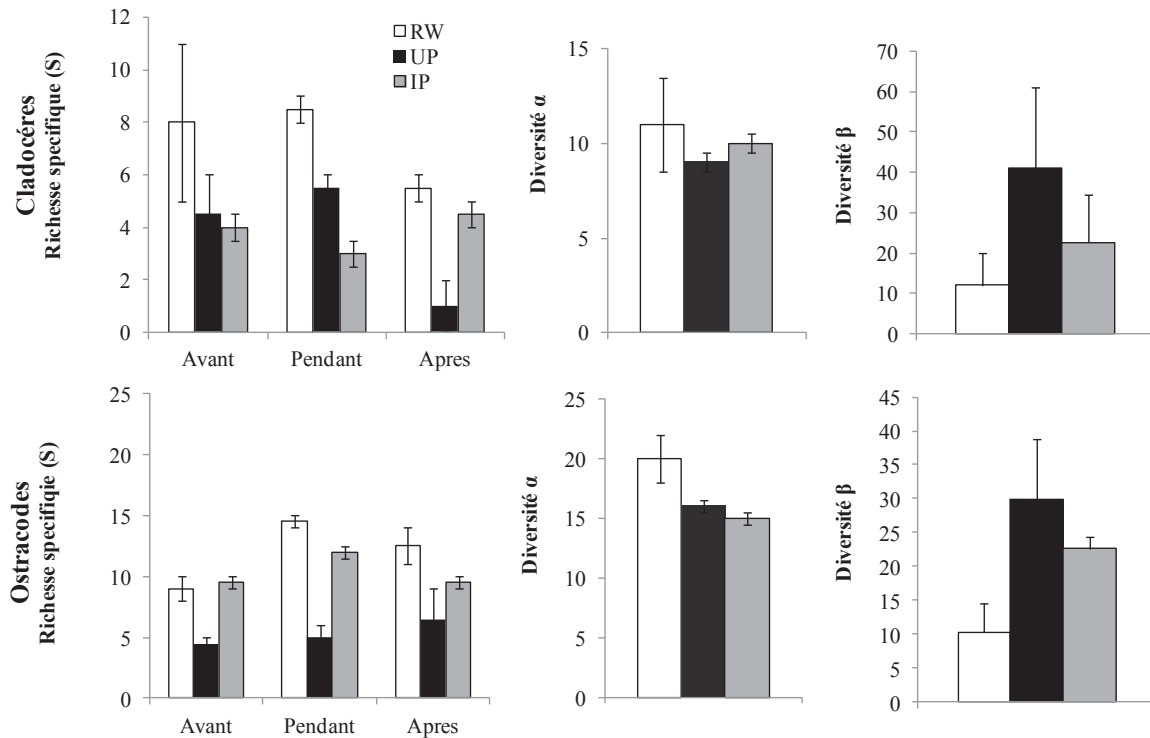 Cladocéres
Richesse specifique (S)
12
10
8
6
4
2
0
RW
UP
IP
Avant
Pendant
Apres
Diversité α
15
10
5
0
Diversité β
70
60
50
40
30
20
10
0
Ostracodes
Richesse specifiqie (S)
25
20
15
10
5
0
Avant
Pendant
Apres
Diversité α
25
20
15
10
5
0
Diversité β
45
40
35
30
25
20
15
10
5
0